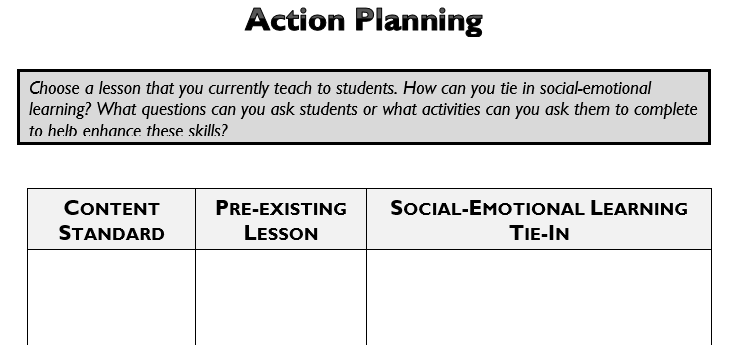 Action Planning
Choose a lesson that you currently teach to students. How can you tie in social-emotional
learning? What questions can you ask students or what activities can you ask them to complete
to help enhance these skills?
CONTENT
STANDARD
PRE-EXISTING
LESSON
SOCIAL-EMOTIONAL LEARNING
TIE-IN